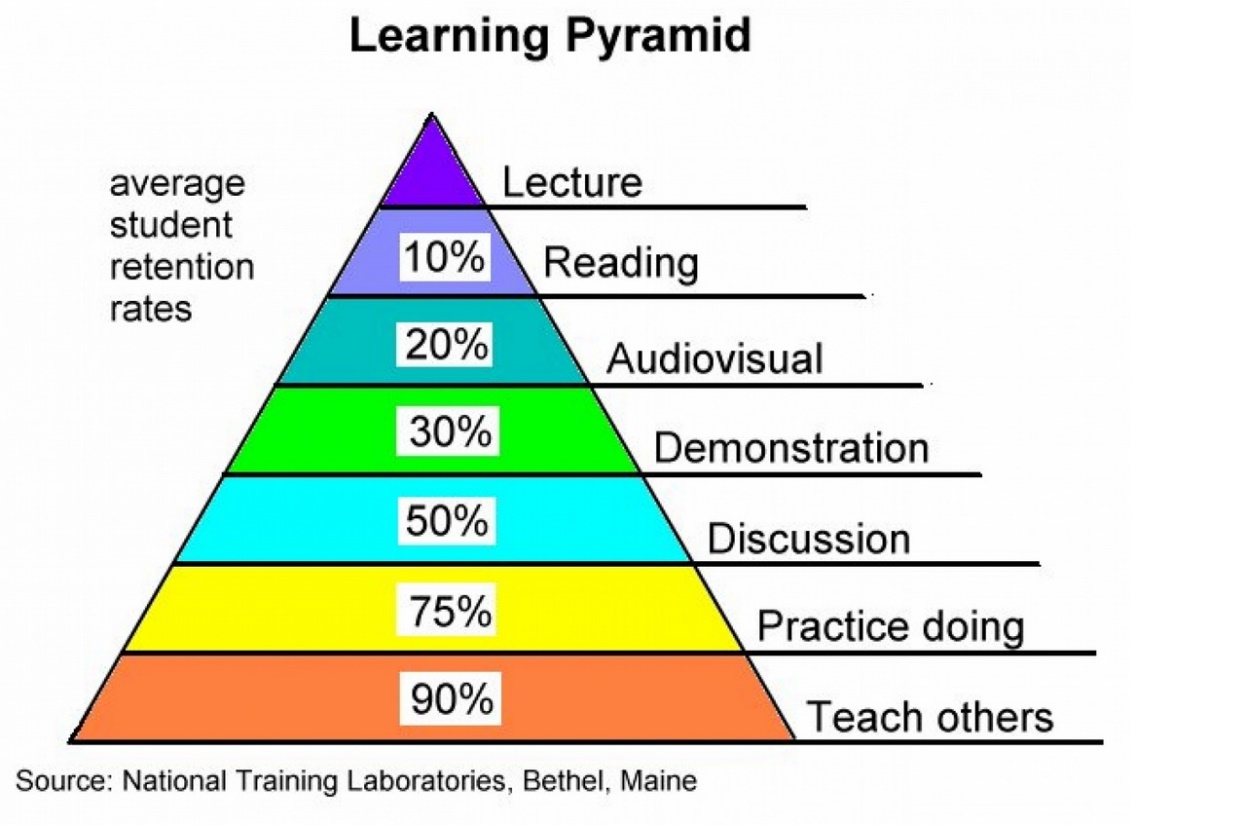 Learning Pyramid
average
student
retention
rates
Lecture
10% Reading
20% Audiovisual
30% Demonstration
50% Discussion
75% Practice doing
90% Teach others
Source: National Training Laboratories, Bethel, Maine